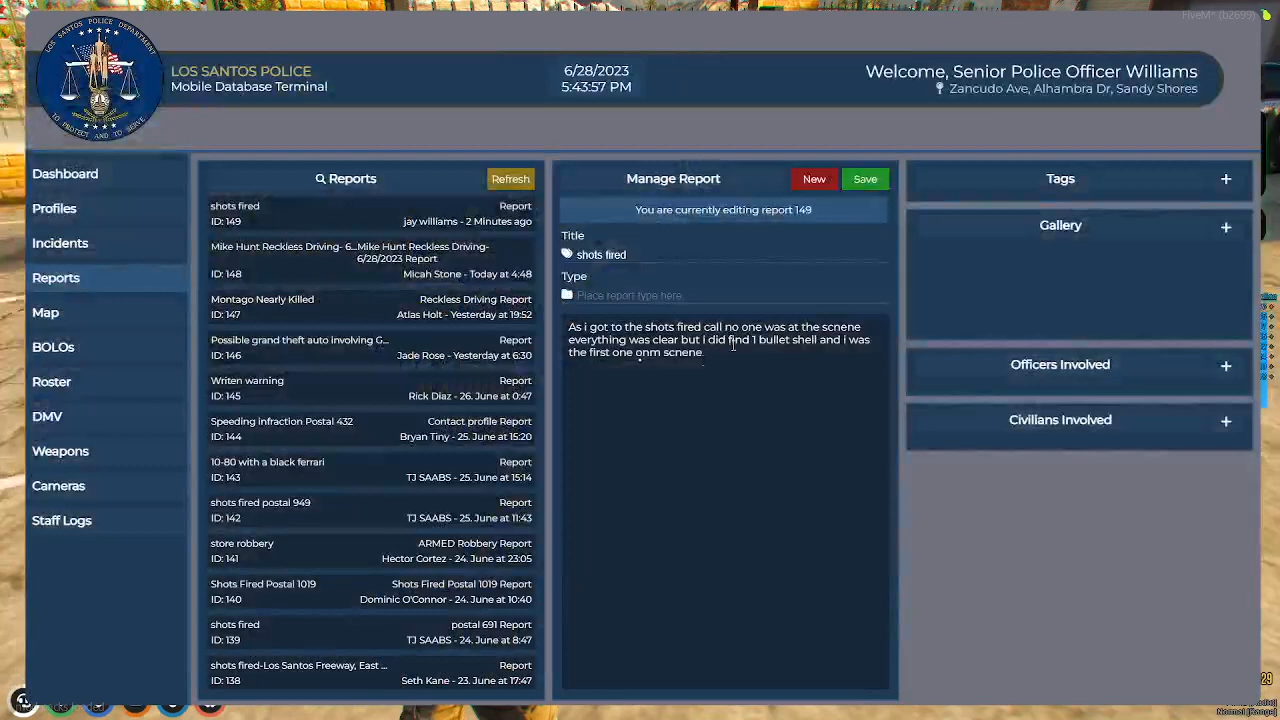 FiveM* (b2699)
LOS SANTOS POLICE DEPARTMENT
TO PROTECT AND TO SERVE
LOS SANTOS POLICE
Mobile Database Terminal
6/28/2023
5:43:57 PM
Welcome, Senior Police Officer Williams
Zancudo Ave, Alhambra Dr, Sandy Shores
Dashboard
Profiles
Incidents
Reports
Map
BOLOs
Roster
DMV
Weapons
Cameras
Staff Logs
Reports
Refresh
shots fired Report
ID: 149 jay williams - 2 Minutes ago
Mike Hunt Reckless Driving- 6...Mike Hunt Reckless Driving-
6/28/2023 Report
ID: 148 Micah Stone - Today at 4:48
Montago Nearly Killed Reckless Driving Report
ID: 147 Atlas Holt - Yesterday at 19:52
Possible grand theft auto involving G... Report
ID: 146 Jade Rose - Yesterday at 6:30
Writen warning Report
ID: 145 Rick Diaz - 26. June at 0:47
Speeding infraction Postal 432 Contact profile Report
ID: 144 Bryan Tiny - 25. June at 15:20
10-80 with a black ferrari Report
ID: 143 TJ SAABS - 25. June at 15:14
shots fired postal 949 Report
ID: 142 TJ SAABS - 25. June at 11:43
store robbery ARMED Robbery Report
ID: 141 Hector Cortez - 24. June at 23:05
Shots Fired Postal 1019 Shots Fired Postal 1019 Report
ID: 140 Dominic O'Connor - 24. June at 10:40
shots fired postal 691 Report
ID: 139 TJ SAABS - 24. June at 8:47
shots fired-Los Santos Freeway, East ... Report
ID: 138 Seth Kane - 23. June at 17:47
Manage Report
New
Save
You are currently editing report 149
Title
shots fired
Type
Place report type here.
As i got to the shots fired call no one was at the scnene
everything was clear but i did find 1 bullet shell and i was
the first one onm scnene.
Tags +
Gallery +
Officers Involved +
Civilians Involved +
29